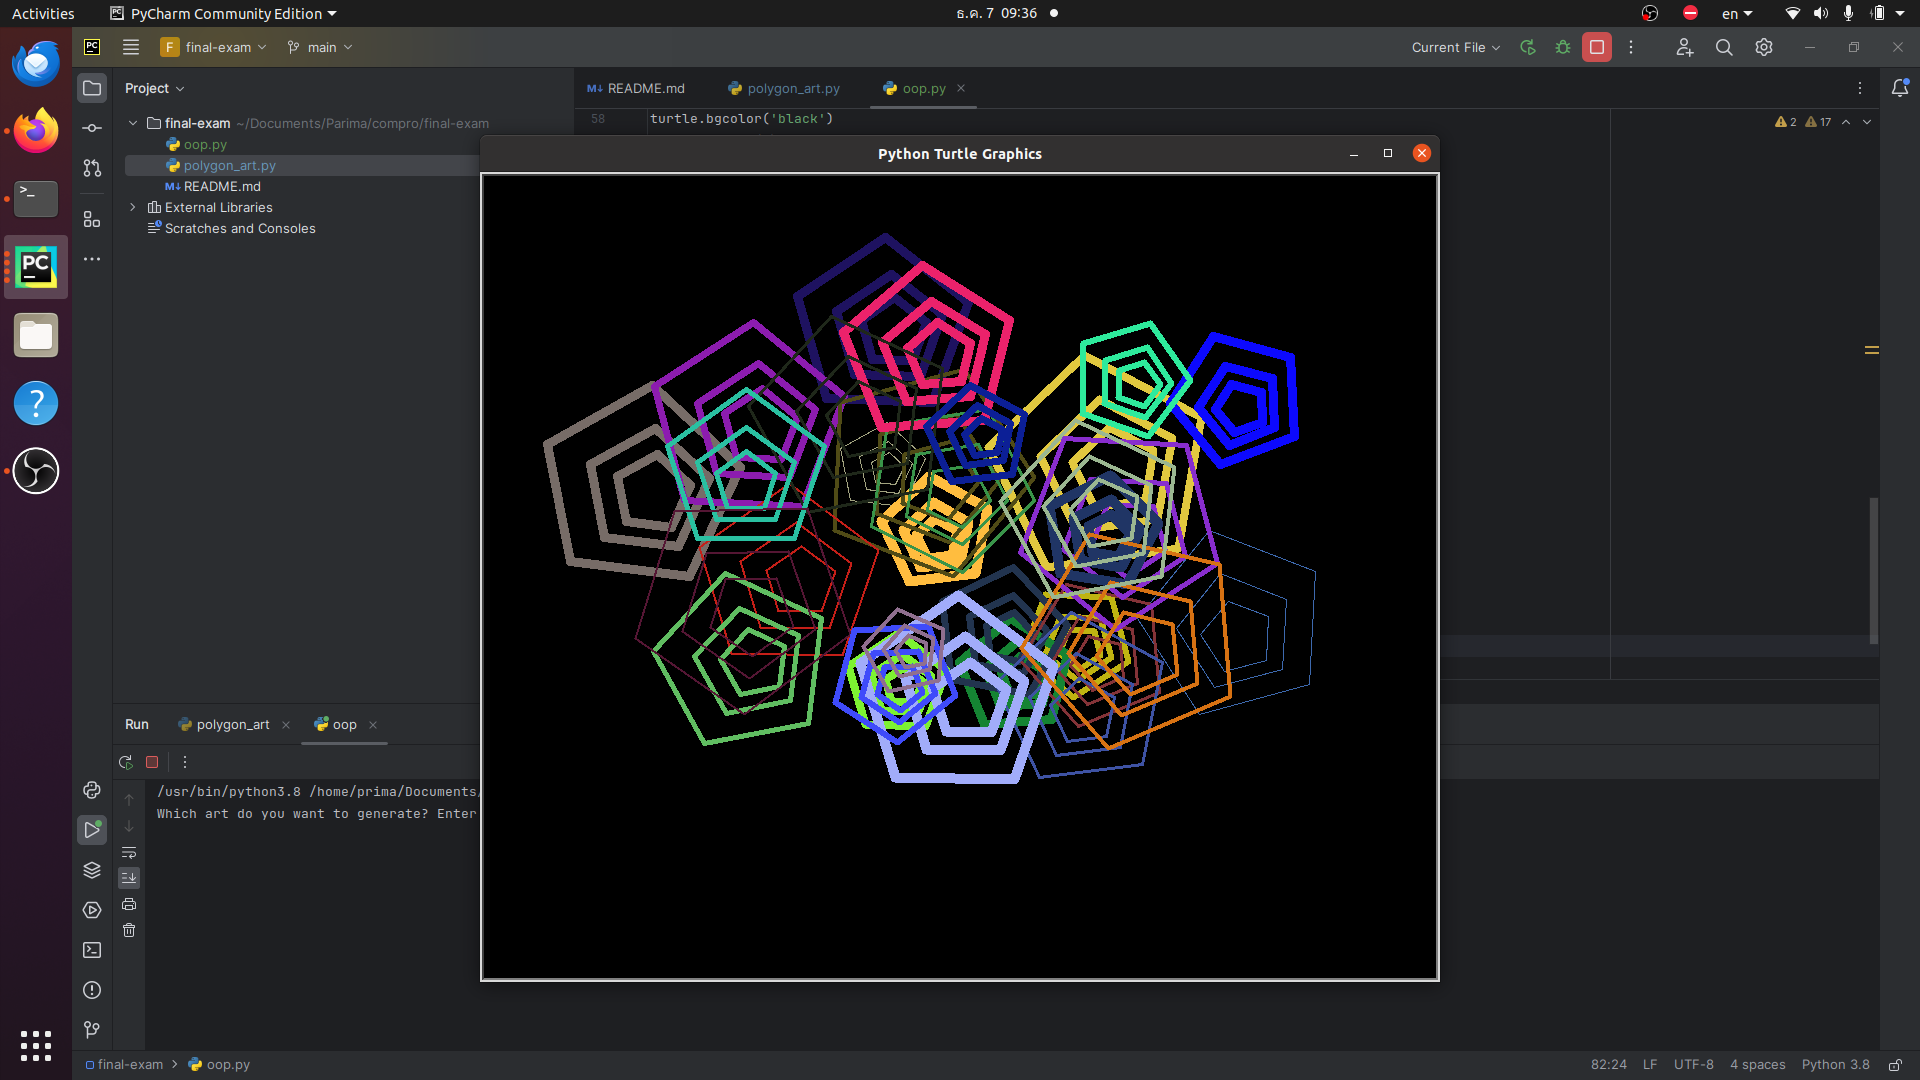 Activities
PyCharm Community Edition
ธ.ค. 7 09:36
en
PC
F
final-exam
main
Current File
Project
README.md
polygon_art.py
oop.py
final-exam ~/Documents/Parima/compro/final-exam
oop.py
polygon_art.py
README.md
External Libraries
Scratches and Consoles
58
turtle.bgcolor('black')
2
17
Python Turtle Graphics
PC
Run
polygon_art
oop
/usr/bin/python3.8 /home/prima/Documents/
Which art do you want to generate? Enter
final-exam
oop.py
82:24
LF
UTF-8
4 spaces
Python 3.8